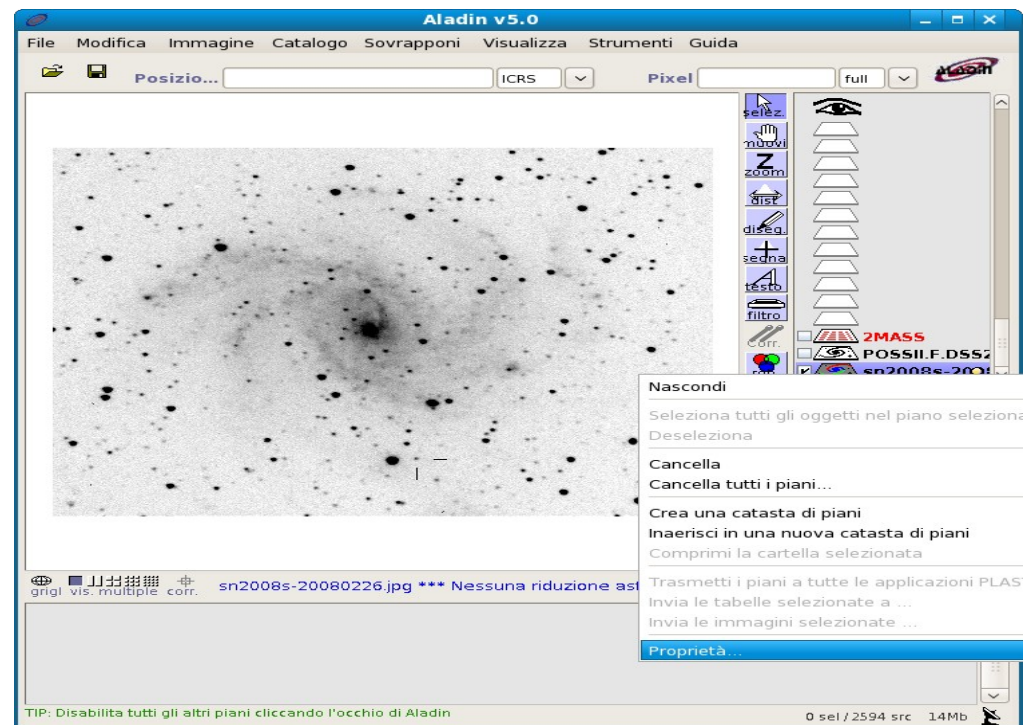 Aladin v5.0
File Modifica Immagine Catalogo Sovrapponi Visualizza Strumenti Guida
Posizio... ICRS Pixel full Aladin
selez.
muovi
zoom
dist
diseg.
segna
testo
filtro
Corr.
rgb
2MASS
POSSII.F.DSS2
sn2008s-2008
Nascondi
Seleziona tutti gli oggetti nel piano seleziona
Deseleziona
Cancella
Cancella tutti i piani...
Crea una catasta di piani
Inaerisci in una nuova catasta di piani
Comprimi la cartella selezionata
Trasmetti i piani a tutte le applicazioni PLAS
Invia le tabelle selezionate a ...
Invia le immagini selezionate ...
Proprietà...
grigl vis. multiple corr. sn2008s-20080226.jpg *** Nessuna riduzione ast
TIP: Disabilita tutti gli altri piani cliccando l'occhio di Aladin
0 sel / 2594 src 14Mb